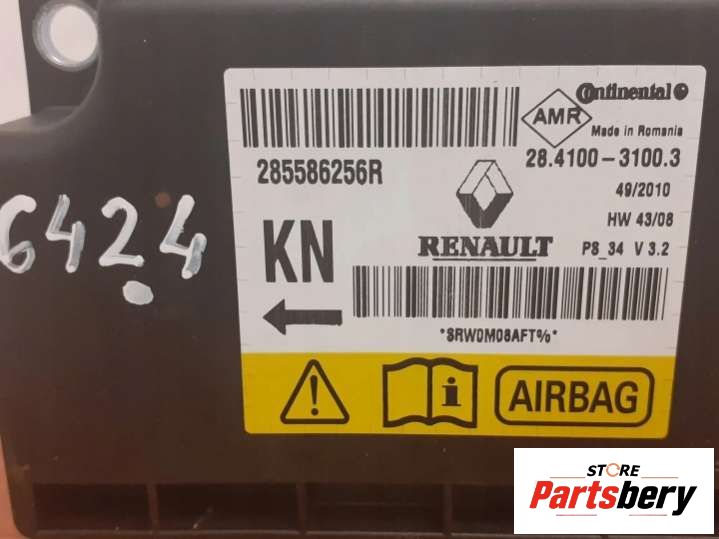 Continental
AMR
Made in Romania
285586256R
28.4100-3100.3
49/2010
HW 43/08
KN
RENAULT
PS_34 V 3.2
*SRW0M08AFT%*
i
AIRBAG
6424
STORE
Partsbery